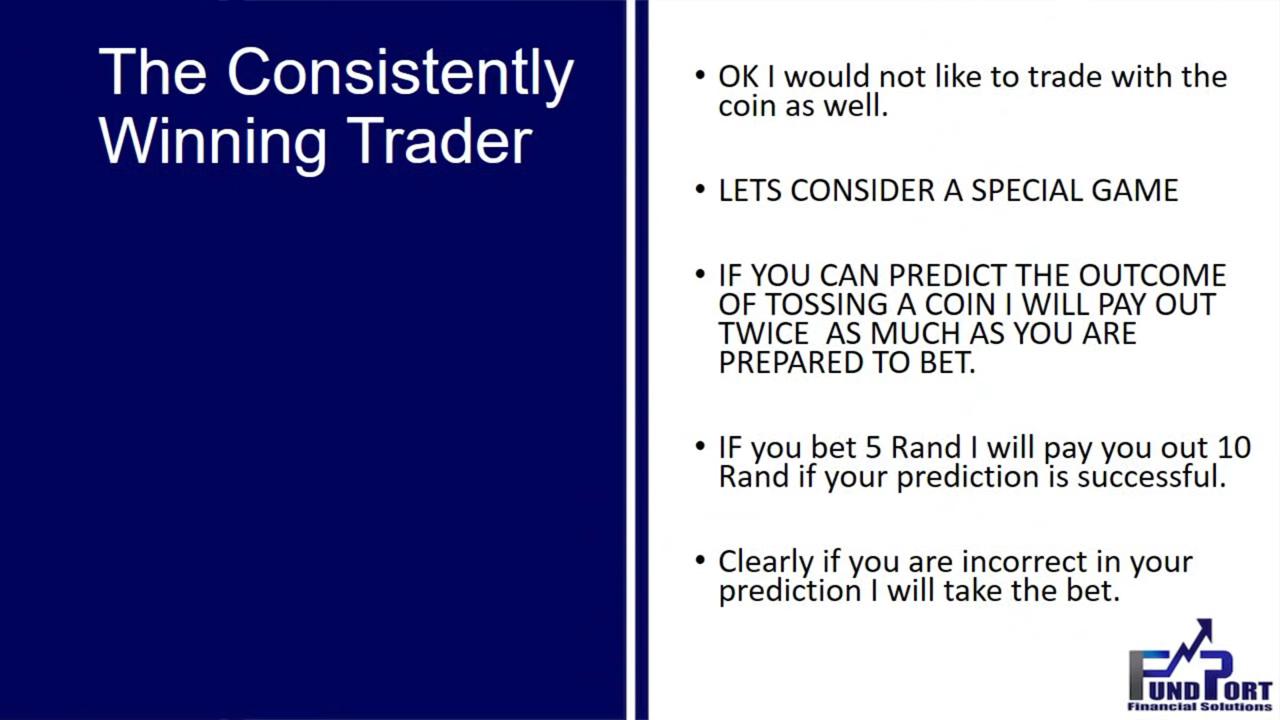 The Consistently
Winning Trader
• OK I would not like to trade with the
coin as well.
• LETS CONSIDER A SPECIAL GAME
• IF YOU CAN PREDICT THE OUTCOME
OF TOSSING A COIN I WILL PAY OUT
TWICE  AS MUCH AS YOU ARE
PREPARED TO BET.
• IF you bet 5 Rand I will pay you out 10
Rand if your prediction is successful.
• Clearly if you are incorrect in your
prediction I will take the bet.
FUNDPORT
Financial Solutions